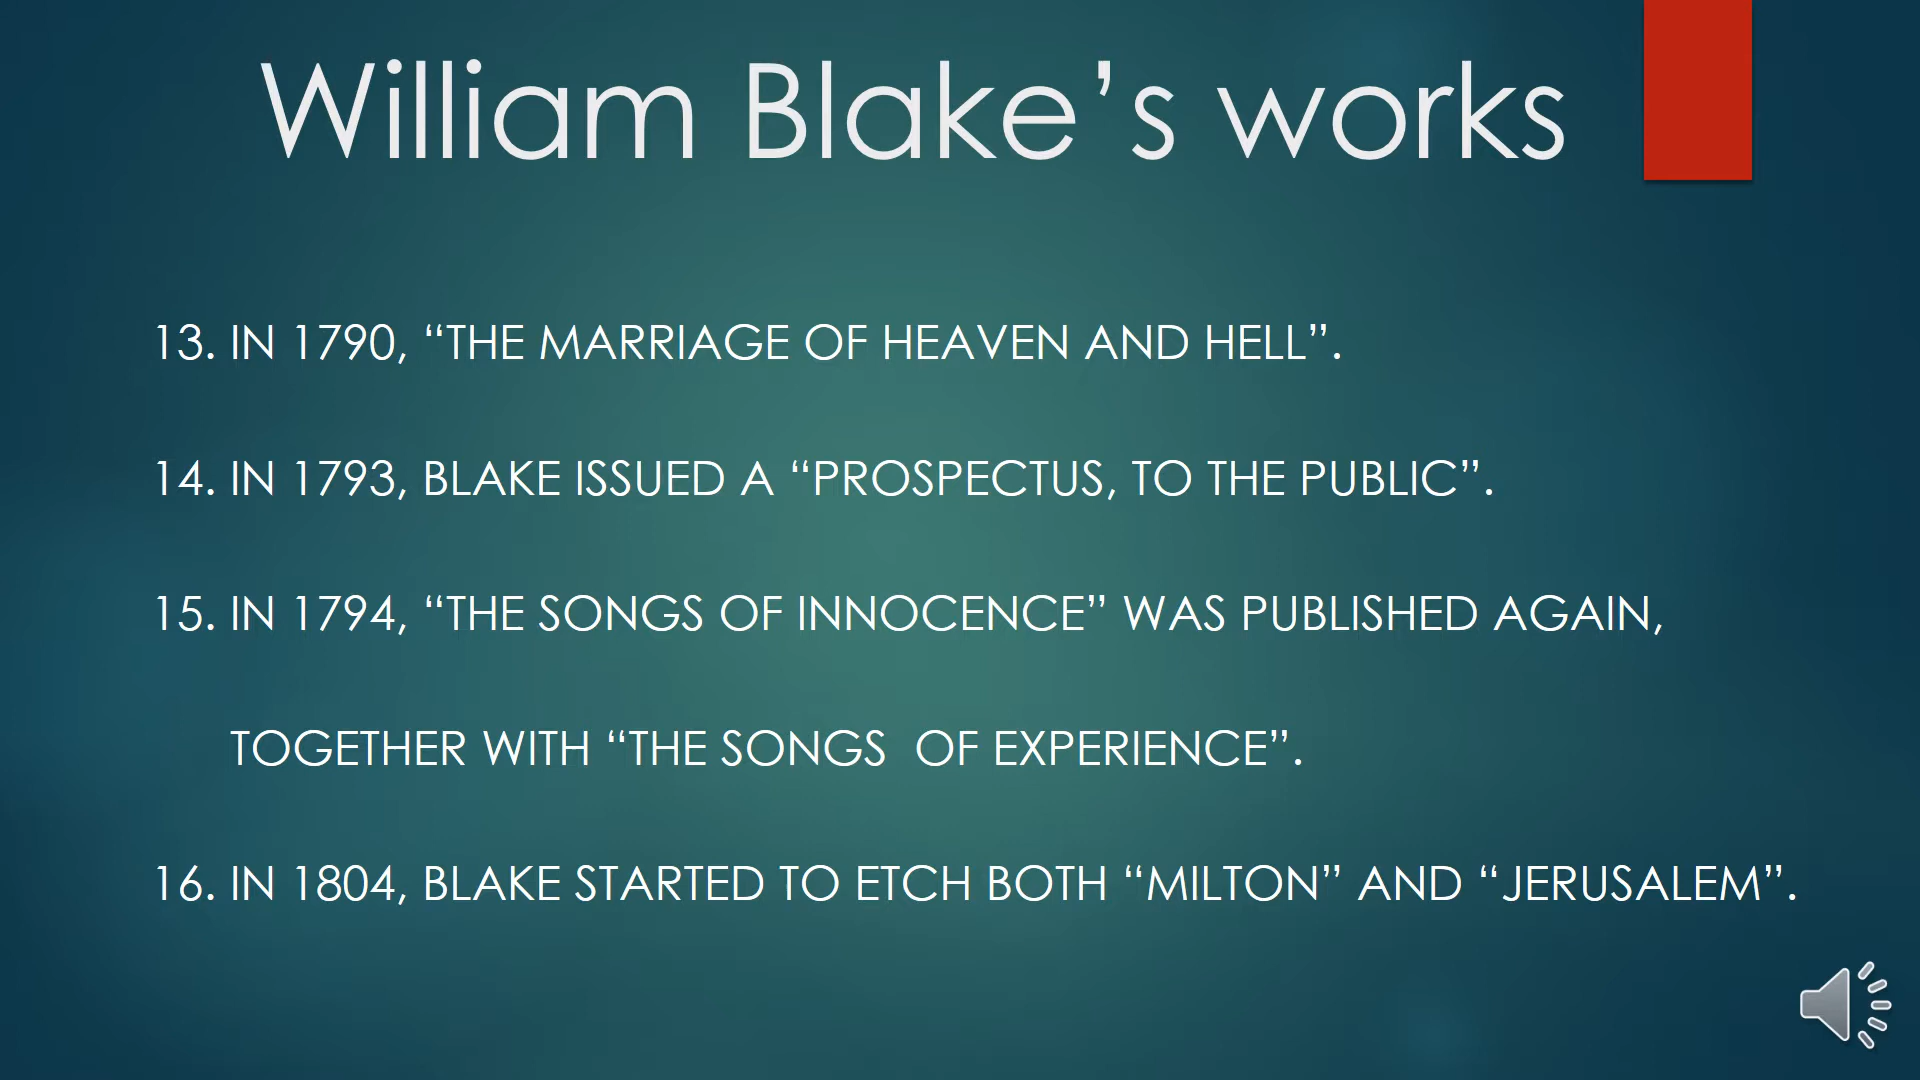 William Blake’s works
13. IN 1790, “THE MARRIAGE OF HEAVEN AND HELL”.
14. IN 1793, BLAKE ISSUED A “PROSPECTUS, TO THE PUBLIC”.
15. IN 1794, “THE SONGS OF INNOCENCE” WAS PUBLISHED AGAIN,
TOGETHER WITH “THE SONGS  OF EXPERIENCE”.
16. IN 1804, BLAKE STARTED TO ETCH BOTH “MILTON” AND “JERUSALEM”.